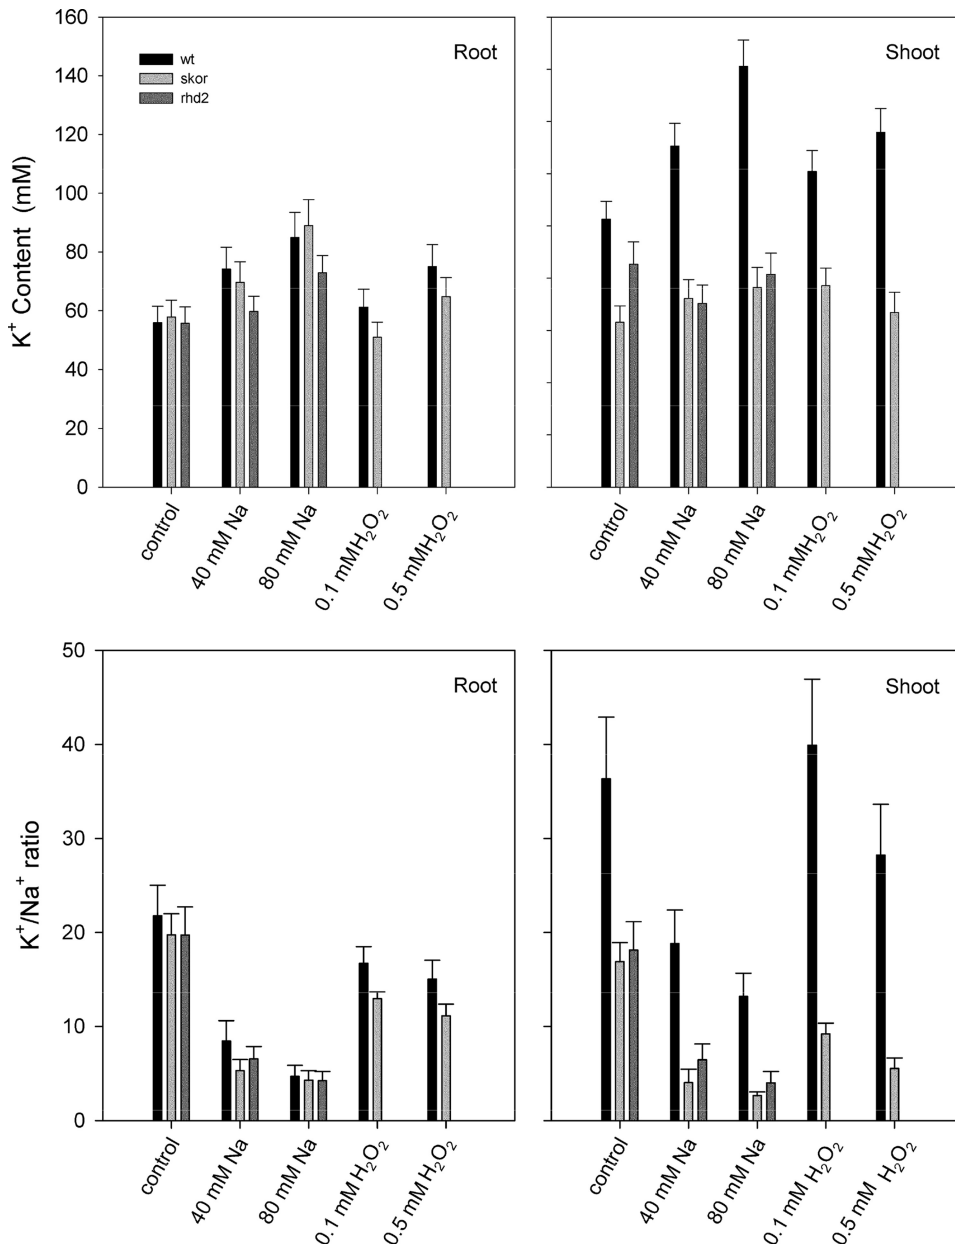 160
140
120
100
80
60
40
20
0
K⁺ Content (mM)
Root
wt
skor
rhd2
Shoot
control
40 mM Na
80 mM Na
0.1 mMH₂O₂
0.5 mMH₂O₂
control
40 mM Na
80 mM Na
0.1 mMH₂O₂
0.5 mMH₂O₂
50
40
30
20
10
0
K⁺/Na⁺ ratio
Root
Shoot
control
40 mM Na
80 mM Na
0.1 mM H₂O₂
0.5 mM H₂O₂
control
40 mM Na
80 mM Na
0.1 mM H₂O₂
0.5 mM H₂O₂